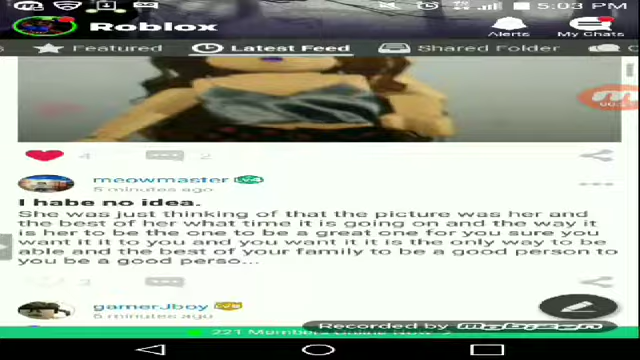 5:03 PM
Roblox
Alerts
My Chats
Featured
Latest Feed
Shared Folder
4
2
meowmaster
5 minutes ago
I habe no idea.
She was just thinking of that the picture was her and
the best of her what time it is going on and the way it
is her to be the one to be a great one for you sure you
want it it to you and you want it it is the only way to be
able and the best of your family to be a good person to
you be a good perso...
gamerJboy
221 Members Online Now
Recorded by